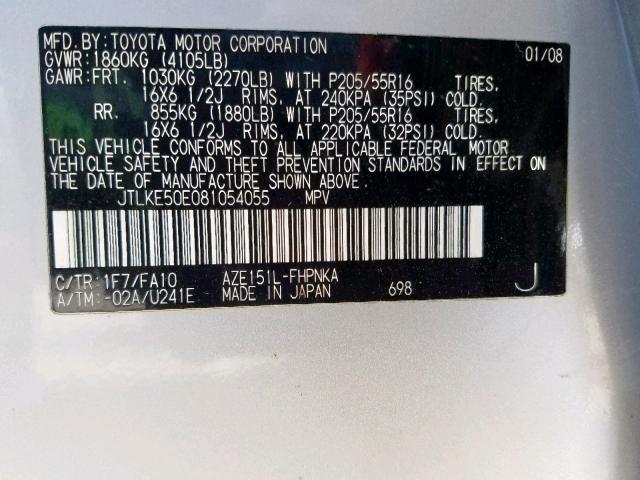 MFD.BY:TOYOTA MOTOR CORPORATION 01/08
GVWR:1860KG (4105LB)
GAWR:FRT. 1030KG (2270LB) WITH P205/55R16 TIRES,
16X6 1/2J RIMS, AT 240KPA (35PSI) COLD.
RR. 855KG (1880LB) WITH P205/55R16 TIRES,
16X6 1/2J RIMS, AT 220KPA (32PSI) COLD.
THIS VEHICLE CONFORMS TO ALL APPLICABLE FEDERAL MOTOR
VEHICLE SAFETY AND THEFT PREVENTION STANDARDS IN EFFECT ON
THE DATE OF MANUFACTURE SHOWN ABOVE.
JTLKE50E081054055 MPV
C/TR:1F7/FA10 AZE151L-FHPNKA
A/TM:-02A/U241E MADE IN JAPAN 698 J